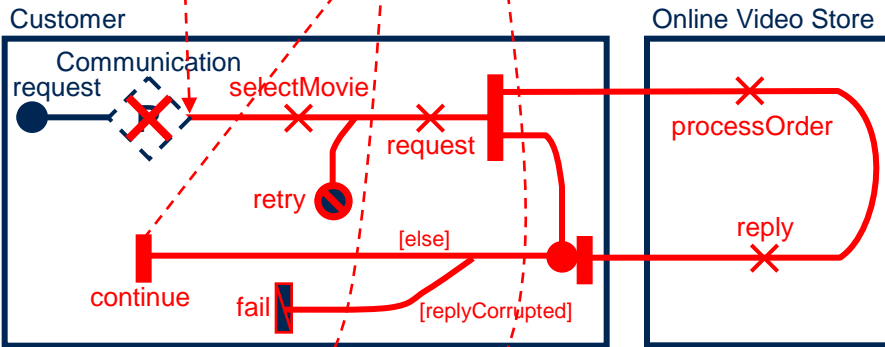 Customer
Online Video Store
Communication
request
selectMovie
request
processOrder
retry
[else]
reply
continue
fail
[replyCorrupted]